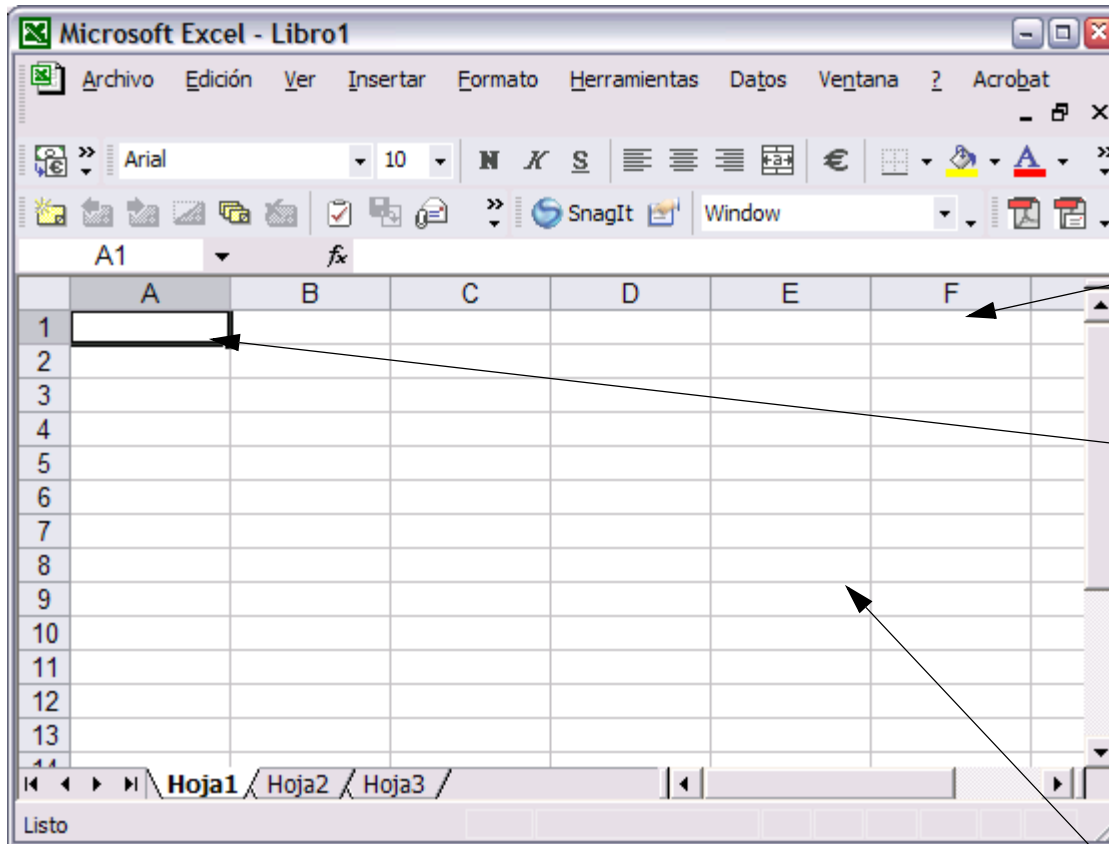 Microsoft Excel - Libro1
Archivo Edición Ver Insertar Formato Herramientas Datos Ventana ? Acrobat
€ » Arial 10 N K S € A »
» SnagIt Window
A1 fx
A B C D E F
1
2
3
4
5
6
7
8
9
10
11
12
13
14
Hoja1 Hoja2 Hoja3
Listo